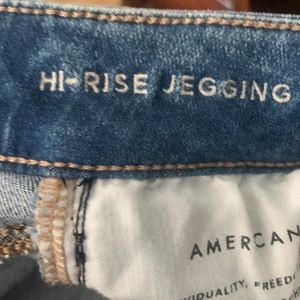 HI-RISE JEGGING
AMERCAN
VIDUALITY, FREED